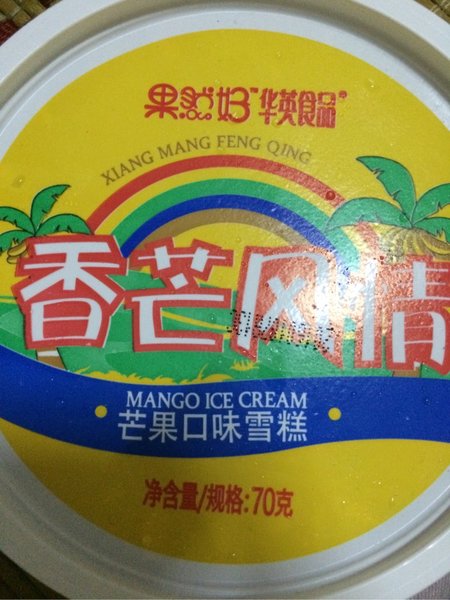 果然好 华英食品
XIANG MANG FENG QING
香芒风情
MANGO ICE CREAM
芒果口味雪糕
净含量/规格:70克